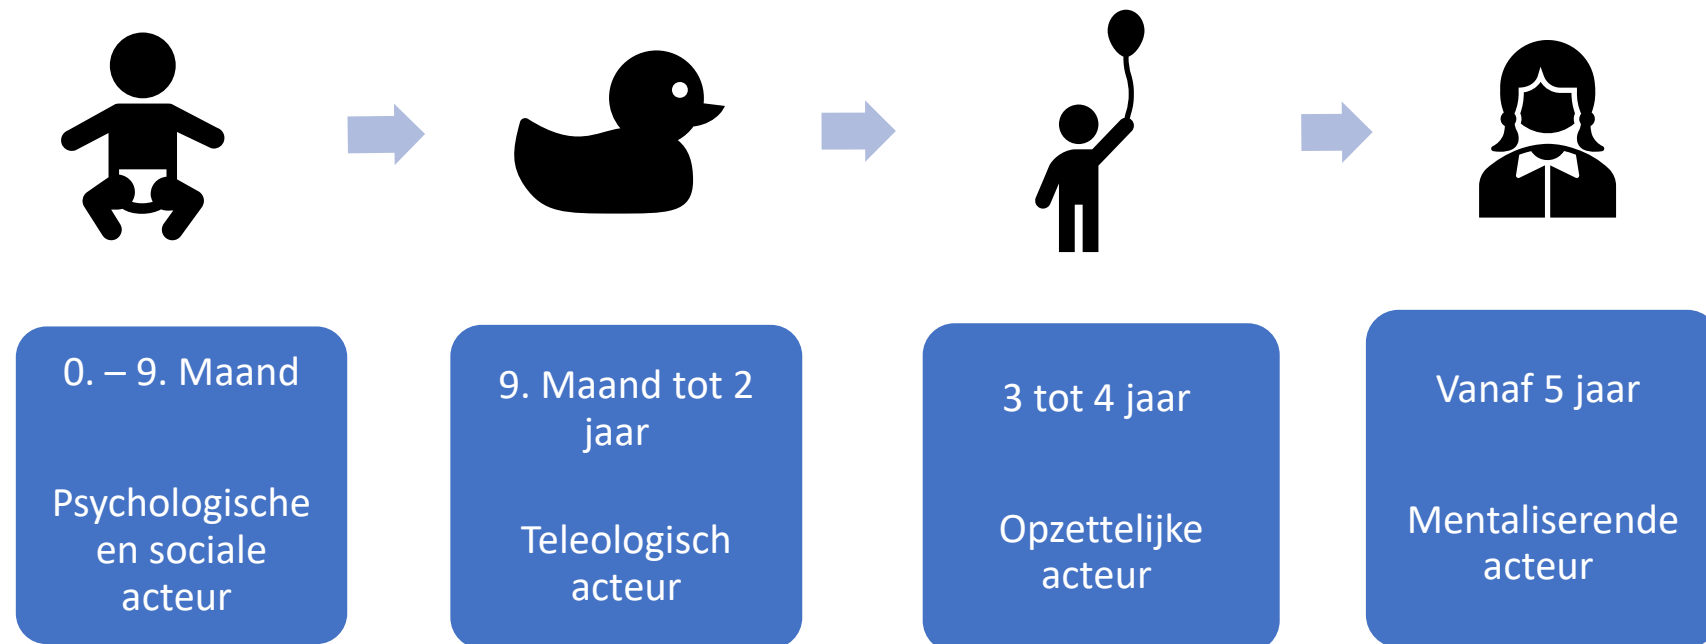 0. – 9. Maand
Psychologische
en sociale
acteur
9. Maand tot 2
jaar
Teleologisch
acteur
3 tot 4 jaar
Opzettelijke
acteur
Vanaf 5 jaar
Mentaliserende
acteur